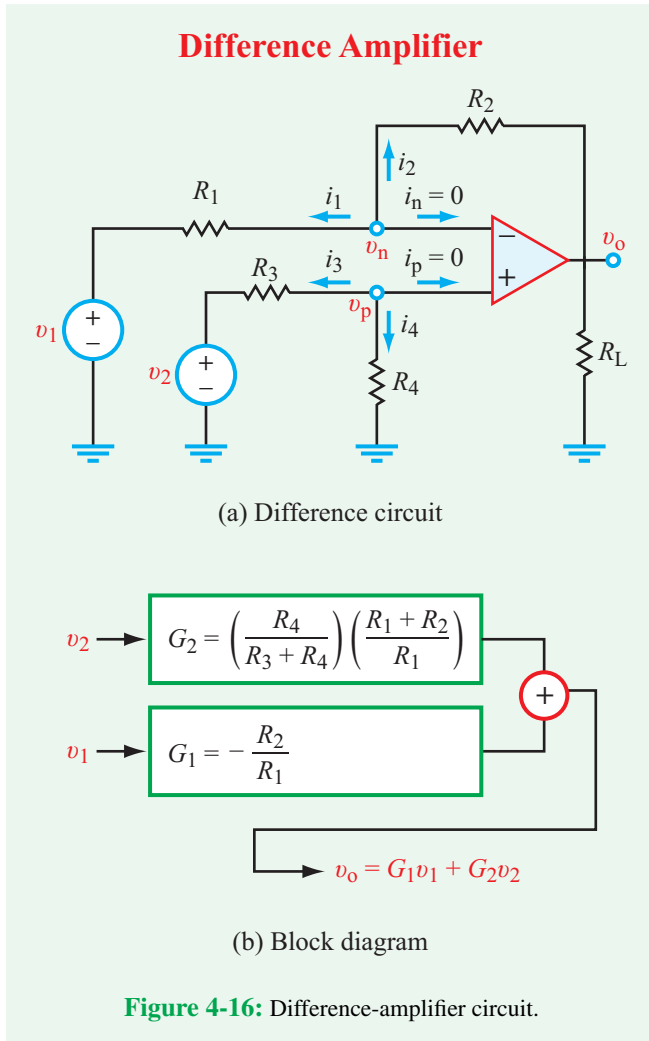 Difference Amplifier
R2
i2
R1
i1
in = 0
vn
−
vo
R3
i3
ip = 0
+
vp
i4
v1
+
−
v2
+
−
R4
RL
(a) Difference circuit
v2
G2 = (R4 / (R3 + R4)) ((R1 + R2) / R1)
+
v1
G1 = − R2 / R1
vo = G1v1 + G2v2
(b) Block diagram
Figure 4-16: Difference-amplifier circuit.